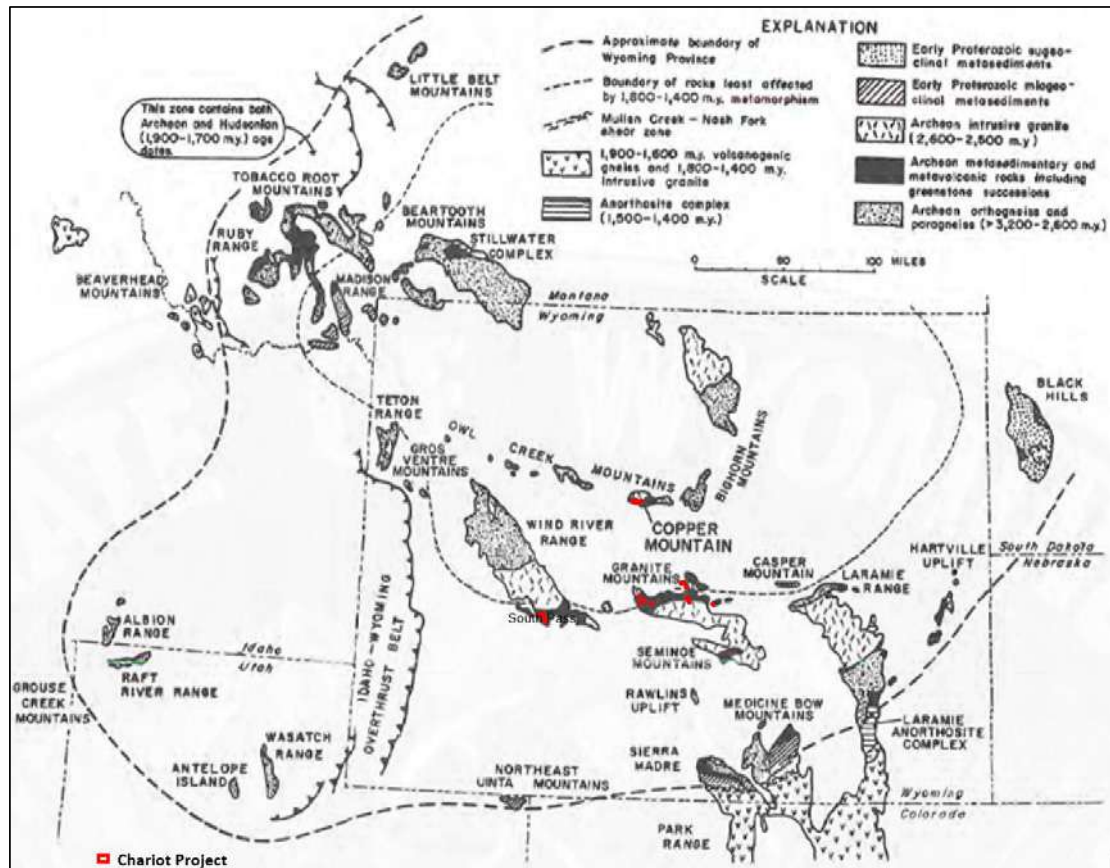 EXPLANATION
Approximate boundary of
Wyoming Province
Boundary of rocks least affected
by 1,800-1,400 m.y. metamorphism
Mullen Creek - Nash Fork
shear zone
1,900-1,600 m.y. volcanogenic
gneiss and 1,800-1,400 m.y.
intrusive granite
Anorthosite complex
(1,500-1,400 m.y.)
Early Proterozoic eugeo-
clinal metasediments
Early Proterozoic miogeo-
clinal metasediments
Archean intrusive granite
(2,600-2,500 m.y)
Archean metasedimentary and
metavolcanic rocks including
greenstone successions
Archean orthogneiss and
paragneiss (>3,200-2,600 m.y.)
0 100 MILES
SCALE
LITTLE BELT
MOUNTAINS
This zone contains both
Archean and Hudsonian
(1,900-1,700 m.y.) age
dates.
TOBACCO ROOT
MOUNTAINS
RUBY
RANGE
BEARTOOTH
MOUNTAINS
STILLWATER
COMPLEX
BEAVERHEAD
MOUNTAINS
MADISON
RANGE
Montana
Wyoming
BLACK
HILLS
TETON
RANGE
GROS
VENTRE
MOUNTAINS
OWL
CREEK
MOUNTAINS
BIGHORN MOUNTAINS
WIND RIVER
RANGE
COPPER
MOUNTAIN
GRANITE
MOUNTAINS
CASPER
MOUNTAIN
LARAMIE
RANGE
HARTVILLE
UPLIFT
South Dakota
Nebraska
South Pass
ALBION
RANGE
Idaho
Utah
RAFT
RIVER RANGE
GROUSE
CREEK
MOUNTAINS
IDAHO-WYOMING
OVERTHRUST BELT
SEMINOE
MOUNTAINS
RAWLINS
UPLIFT
MEDICINE BOW
MOUNTAINS
LARAMIE
ANORTHOSITE
COMPLEX
WASATCH
RANGE
ANTELOPE
ISLAND
SIERRA
MADRE
NORTHEAST
UINTA MOUNTAINS
Wyoming
Colorado
PARK
RANGE
Chariot Project